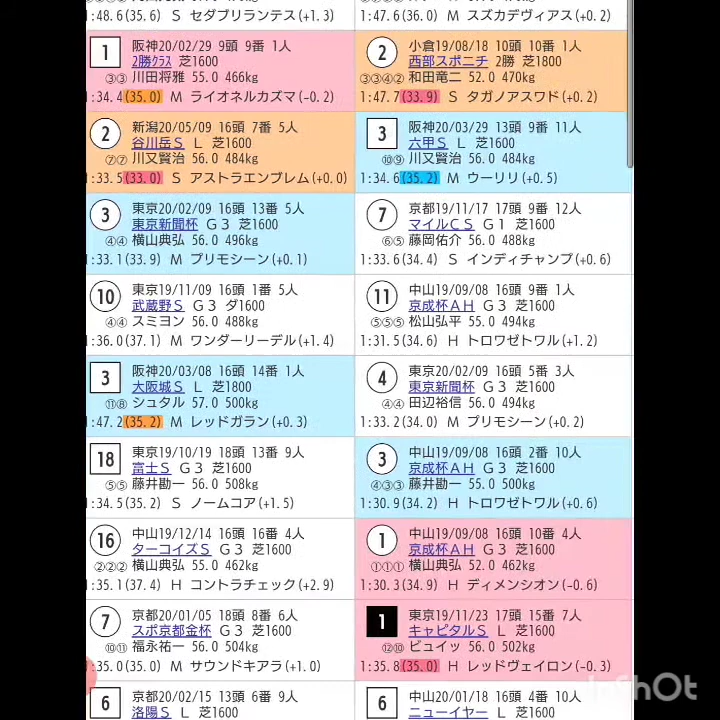 1:48.6 (35.6) S セダブリランテス(+1.3)
1:47.6 (36.0) M スズカデヴィアス(+0.2)
1 阪神20/02/29 9頭 9番 1人
2勝クラス 芝1600
③③ 川田将雅 55.0 466kg
1:34.4 (35.0) M ライオネルカズマ(-0.2)
2 小倉19/08/18 10頭 10番 1人
西部スポニチ 2勝 芝1800
③③④② 和田竜二 52.0 470kg
1:47.7 (33.9) S タガノアスワド(+0.2)
2 新潟20/05/09 16頭 7番 5人
谷川岳S L 芝1600
⑦⑦ 川又賢治 56.0 484kg
1:33.5 (33.0) S アストラエンブレム(+0.0)
3 阪神20/03/29 13頭 9番 11人
六甲S L 芝1600
⑩⑨ 川又賢治 56.0 484kg
1:34.6 (35.2) M ウーリリ(+0.5)
3 東京20/02/09 16頭 13番 5人
東京新聞杯 G3 芝1600
④④ 横山典弘 56.0 496kg
1:33.1 (33.9) M プリモシーン(+0.1)
7 京都19/11/17 17頭 9番 12人
マイルCS G1 芝1600
⑥⑤ 藤岡佑介 56.0 488kg
1:33.6 (34.4) S インディチャンプ(+0.6)
10 東京19/11/09 16頭 1番 5人
武蔵野S G3 ダ1600
④④ スミヨン 56.0 488kg
1:36.0 (37.1) M ワンダーリーデル(+1.4)
11 中山19/09/08 16頭 9番 1人
京成杯AH G3 芝1600
⑤⑤⑤ 松山弘平 55.0 494kg
1:31.5 (34.6) H トロワゼトワル(+1.2)
3 阪神20/03/08 16頭 14番 1人
大阪城S L 芝1800
⑪⑧ シュタル 57.0 500kg
1:47.2 (35.2) M レッドガラン(+0.3)
4 東京20/02/09 16頭 5番 3人
東京新聞杯 G3 芝1600
④④ 田辺裕信 56.0 494kg
1:33.2 (34.0) M プリモシーン(+0.2)
18 東京19/10/19 18頭 13番 9人
富士S G3 芝1600
⑤⑤ 藤井勘一 56.0 508kg
1:34.5 (35.2) S ノームコア(+1.5)
3 中山19/09/08 16頭 2番 10人
京成杯AH G3 芝1600
④③③ 藤井勘一 55.0 500kg
1:30.9 (34.2) H トロワゼトワル(+0.6)
16 中山19/12/14 16頭 16番 4人
ターコイズS G3 芝1600
②②② 横山典弘 55.0 462kg
1:35.1 (37.4) H コントラチェック(+2.9)
1 中山19/09/08 16頭 10番 4人
京成杯AH G3 芝1600
①①① 横山典弘 52.0 462kg
1:30.3 (34.9) H ディメンシオン(-0.6)
7 京都20/01/05 18頭 8番 6人
スポ京都金杯 G3 芝1600
⑩⑪ 福永祐一 56.0 504kg
1:35.0 (35.0) M サウンドキアラ(+1.0)
1 東京19/11/23 17頭 15番 7人
キャピタルS L 芝1600
⑫⑩ ビュイッ 56.0 502kg
1:35.8 (35.0) H レッドヴェイロン(-0.3)
6 京都20/02/15 13頭 6番 9人
洛陽S L 芝1600
6 中山20/01/18 16頭 4番 10人
ニューイヤー L 芝1600
InShOt